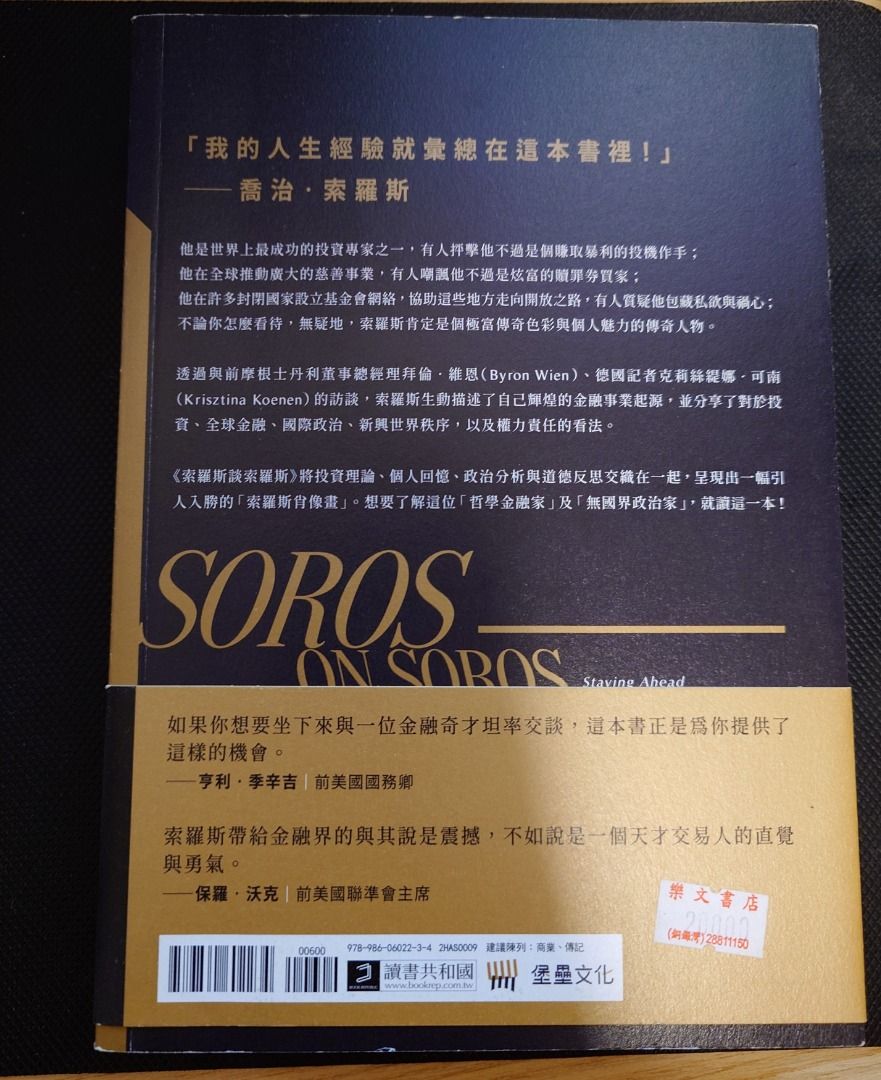 「我的人生經驗就彙總在這本書裡！」
——喬治．索羅斯
他是世界上最成功的投資專家之一，有人抨擊他不過是個賺取暴利的投機作手；
他在全球推動廣大的慈善事業，有人嘲諷他不過是炫富的贖罪券買家；
他在許多封閉國家設立基金會網絡，協助這些地方走向開放之路，有人質疑他包藏私欲與禍心；
不論你怎麼看待，無疑地，索羅斯肯定是個極富傳奇色彩與個人魅力的傳奇人物。
透過與前摩根士丹利董事總經理拜倫．維恩（Byron Wien）、德國記者克莉絲緹娜．可南
（Krisztina Koenen）的訪談，索羅斯生動描述了自己輝煌的金融事業起源，並分享了對於投
資、全球金融、國際政治、新興世界秩序，以及權力責任的看法。
《索羅斯談索羅斯》將投資理論、個人回憶、政治分析與道德反思交織在一起，呈現出一幅引
人入勝的「索羅斯肖像畫」。想要了解這位「哲學金融家」及「無國界政治家」，就讀這一本！
SOROS
ON SOROS
Staying Ahead
如果你想要坐下來與一位金融奇才坦率交談，這本書正是爲你提供了
這樣的機會。
——亨利．季辛吉｜前美國國務卿
索羅斯帶給金融界的與其說是震撼，不如說是一個天才交易人的直覺
與勇氣。
——保羅．沃克｜前美國聯準會主席
樂文書店
(銅鑼灣)28811150
00600
978-986-06022-3-4 2HAS0009 建議陳列：商業、傳記
讀書共和國
www.bookrep.com.tw
堡壘文化